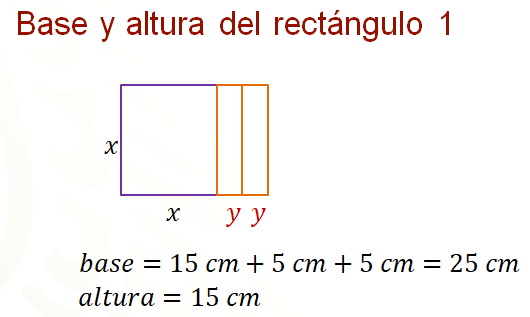 Base y altura del rectángulo 1
x
x y y
base = 15 cm + 5 cm + 5 cm = 25 cm
altura = 15 cm